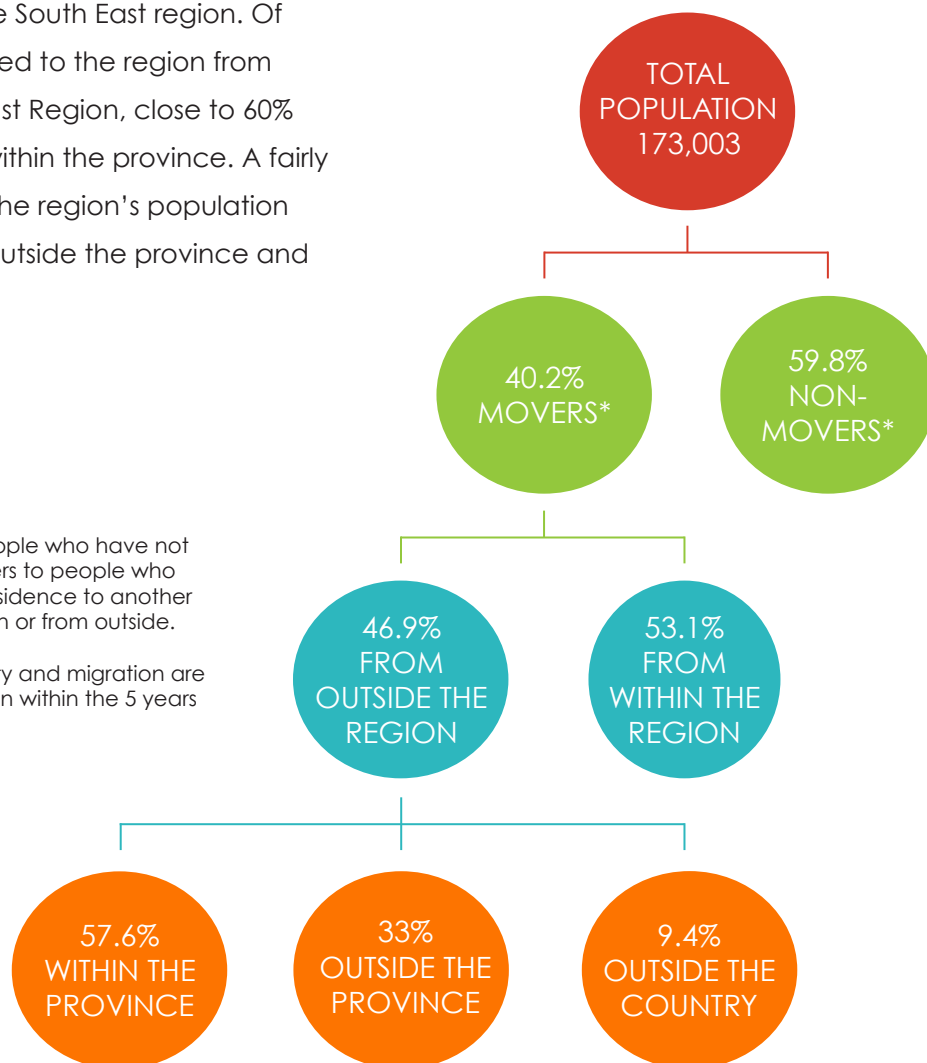 e South East region. Of
ed to the region from
st Region, close to 60%
vithin the province. A fairly
he region's population
utside the province and
TOTAL
POPULATION
173,003
40.2%
MOVERS*
59.8%
NON-
MOVERS*
ople who have not
ers to people who
sidence to another
n or from outside.
y and migration are
n within the 5 years
46.9%
FROM
OUTSIDE THE
REGION
53.1%
FROM
WITHIN THE
REGION
57.6%
WITHIN THE
PROVINCE
33%
OUTSIDE THE
PROVINCE
9.4%
OUTSIDE THE
COUNTRY